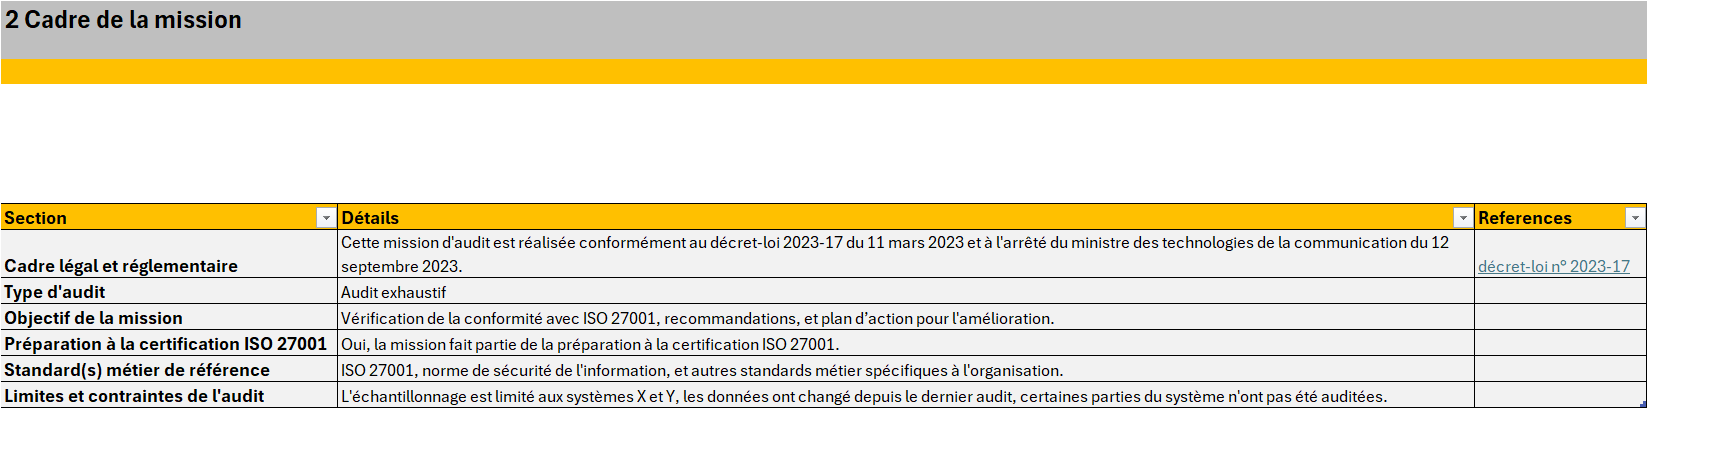 2 Cadre de la mission
Section
Détails
References
Cadre légal et réglementaire
Cette mission d'audit est réalisée conformément au décret-loi 2023-17 du 11 mars 2023 et à l'arrêté du ministre des technologies de la communication du 12
septembre 2023.
décret-loi n° 2023-17
Type d'audit
Audit exhaustif
Objectif de la mission
Vérification de la conformité avec ISO 27001, recommandations, et plan d’action pour l'amélioration.
Préparation à la certification ISO 27001
Oui, la mission fait partie de la préparation à la certification ISO 27001.
Standard(s) métier de référence
ISO 27001, norme de sécurité de l'information, et autres standards métier spécifiques à l'organisation.
Limites et contraintes de l'audit
L'échantillonnage est limité aux systèmes X et Y, les données ont changé depuis le dernier audit, certaines parties du système n'ont pas été auditées.